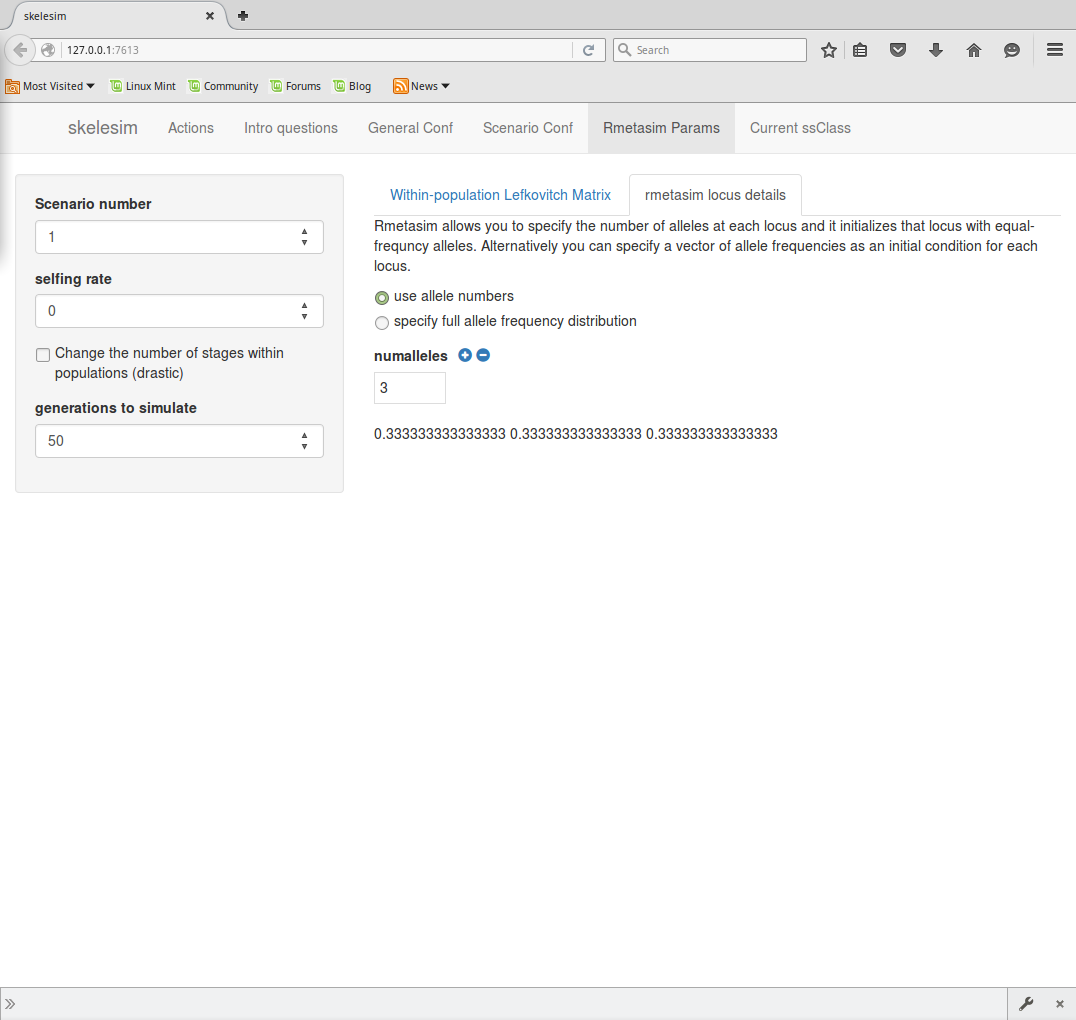 skelesim
127.0.0.1:7613
Search
Most Visited
Linux Mint
Community
Forums
Blog
News
skelesim
Actions
Intro questions
General Conf
Scenario Conf
Rmetasim Params
Current ssClass
Scenario number
1
selfing rate
0
Change the number of stages within
populations (drastic)
generations to simulate
50
Within-population Lefkovitch Matrix
rmetasim locus details
Rmetasim allows you to specify the number of alleles at each locus and it initializes that locus with equal-
frequncy alleles. Alternatively you can specify a vector of allele frequencies as an initial condition for each
locus.
use allele numbers
specify full allele frequency distribution
numalleles
3
0.333333333333333 0.333333333333333 0.333333333333333